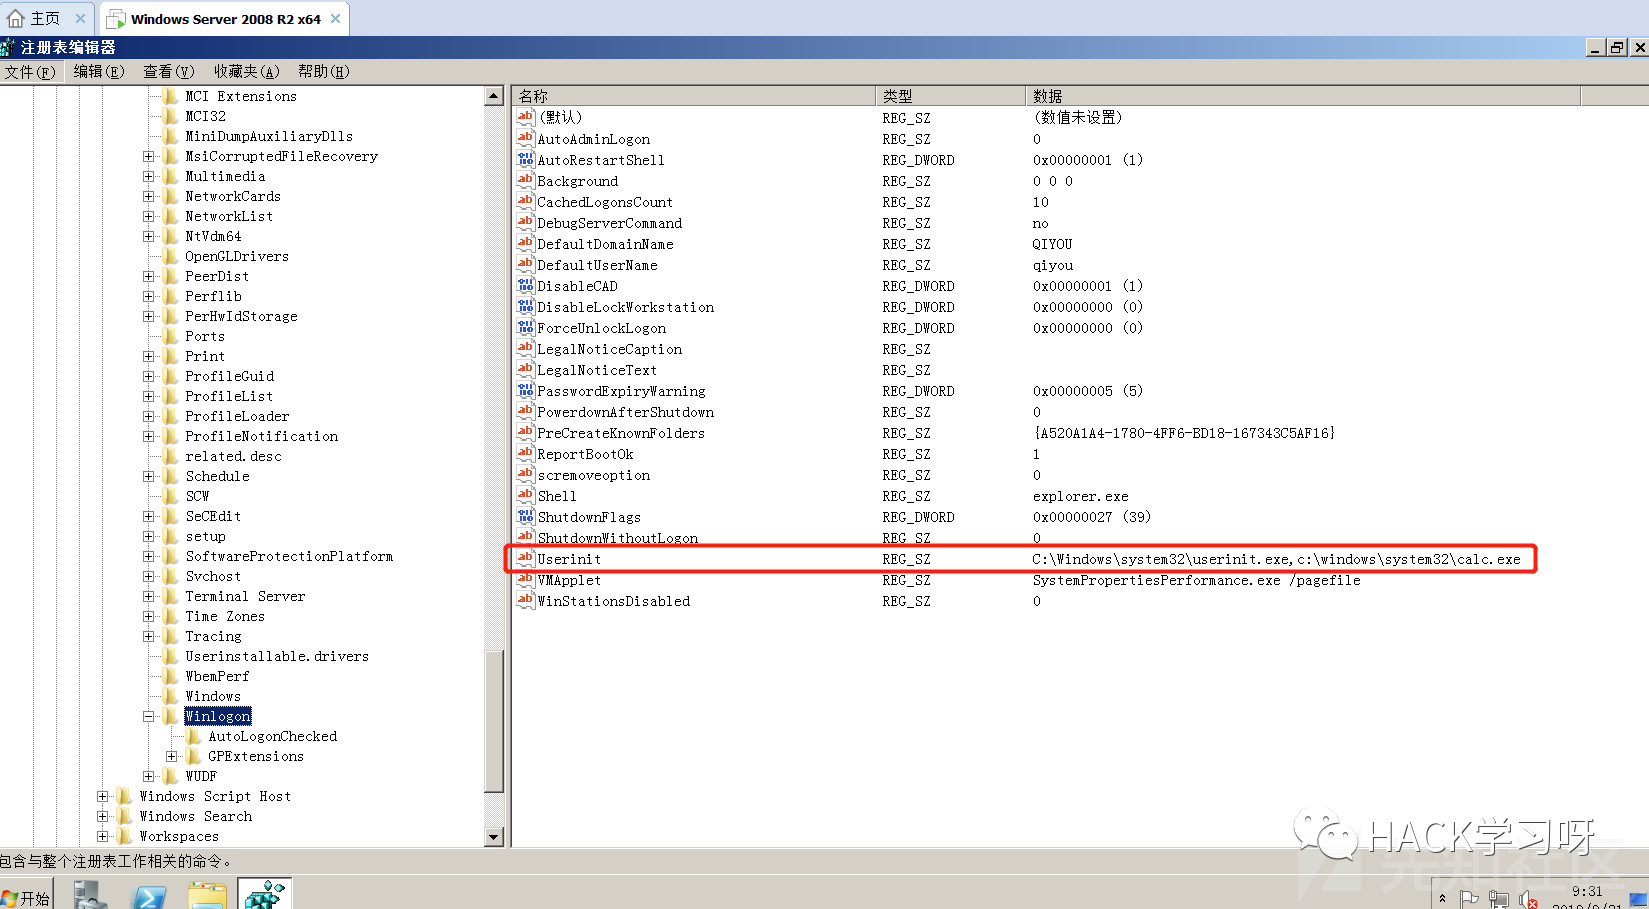 主页
Windows Server 2008 R2 x64
注册表编辑器
文件(F) 编辑(E) 查看(V) 收藏夹(A) 帮助(H)
MCI Extensions
MCI32
MiniDumpAuxiliaryDlls
MsiCorruptedFileRecovery
Multimedia
NetworkCards
NetworkList
NtVdm64
OpenGLDrivers
PeerDist
Perflib
PerHwIdStorage
Ports
Print
ProfileGuid
ProfileList
ProfileLoader
ProfileNotification
related.desc
Schedule
SCW
SeCEdit
setup
SoftwareProtectionPlatform
Svchost
Terminal Server
Time Zones
Tracing
Userinstallable.drivers
WbemPerf
Windows
Winlogon
AutoLogonChecked
GPExtensions
WUDF
Windows Script Host
Windows Search
Workspaces
名称 类型 数据
(默认) REG_SZ (数值未设置)
AutoAdminLogon REG_SZ 0
AutoRestartShell REG_DWORD 0x00000001 (1)
Background REG_SZ 0 0 0
CachedLogonsCount REG_SZ 10
DebugServerCommand REG_SZ no
DefaultDomainName REG_SZ QIYOU
DefaultUserName REG_SZ qiyou
DisableCAD REG_DWORD 0x00000001 (1)
DisableLockWorkstation REG_DWORD 0x00000000 (0)
ForceUnlockLogon REG_DWORD 0x00000000 (0)
LegalNoticeCaption REG_SZ
LegalNoticeText REG_SZ
PasswordExpiryWarning REG_DWORD 0x00000005 (5)
PowerdownAfterShutdown REG_SZ 0
PreCreateKnownFolders REG_SZ {A520A1A4-1780-4FF6-BD18-167343C5AF16}
ReportBootOk REG_SZ 1
scremoveoption REG_SZ 0
Shell REG_SZ explorer.exe
ShutdownFlags REG_DWORD 0x00000027 (39)
ShutdownWithoutLogon REG_SZ 0
Userinit REG_SZ C:\Windows\system32\userinit.exe,c:\windows\system32\calc.exe
VMApplet REG_SZ SystemPropertiesPerformance.exe /pagefile
WinStationsDisabled REG_SZ 0
HACK学习呀
先知社区
包含与整个注册表工作相关的命令。
开始
9:31
2019/9/21